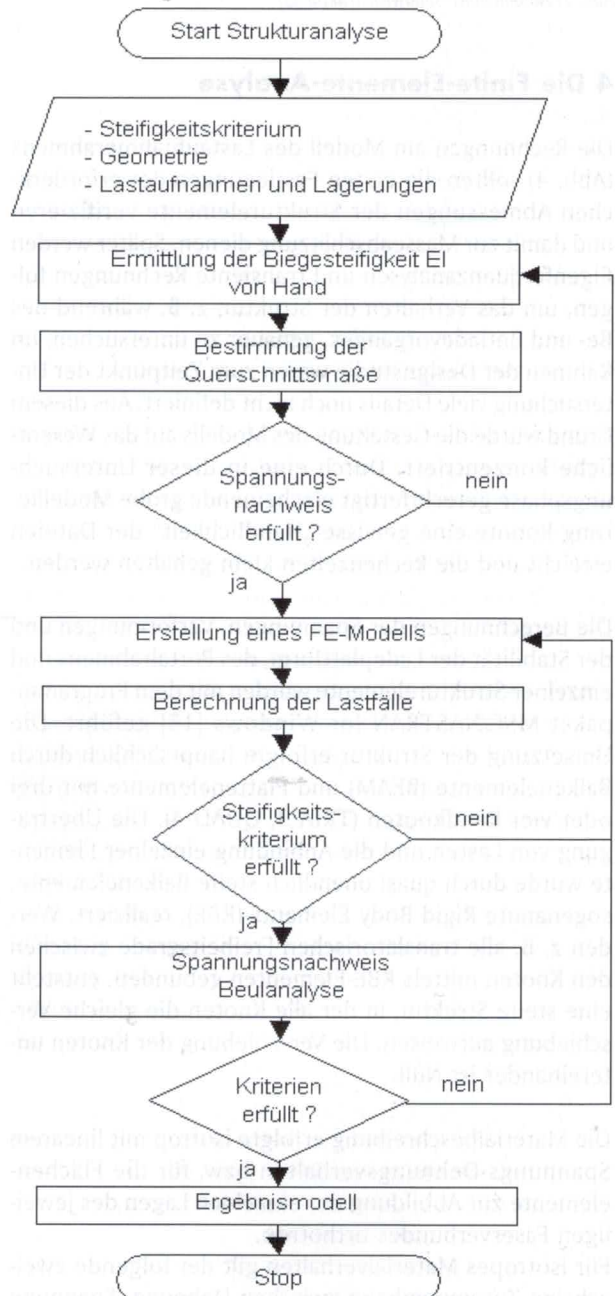 Start Strukturanalyse
- Steifigkeitskriterium
- Geometrie
- Lastaufnahmen und Lagerungen
Ermittlung der Biegesteifigkeit EI
von Hand
Bestimmung der
Querschnittsmaße
Spannungs-
nachweis
erfüllt ?
nein
ja
Erstellung eines FE-Modells
Berechnung der Lastfälle
Steifigkeits-
kriterium
erfüllt ?
nein
ja
Spannungsnachweis
Beulanalyse
Kriterien
erfüllt ?
nein
ja
Ergebnismodell
Stop